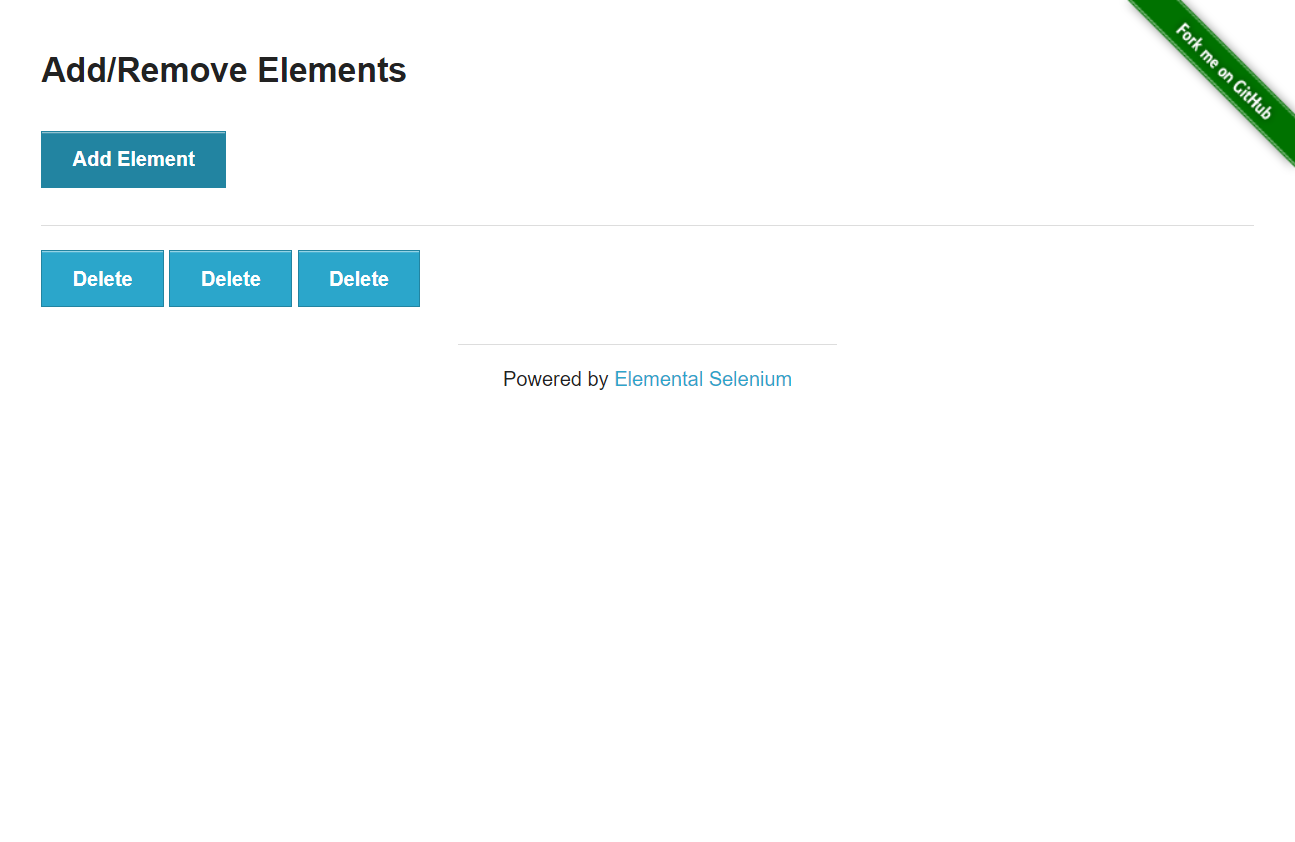 Fork me on GitHub
Add/Remove Elements
Add Element
Delete Delete Delete
Powered by Elemental Selenium